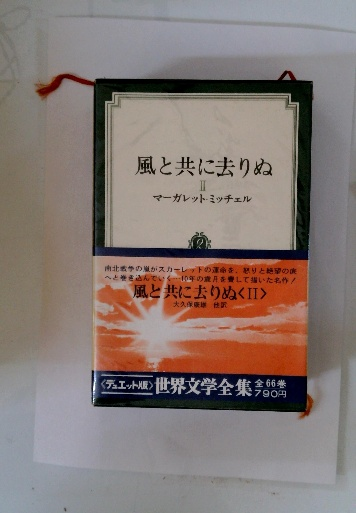 風と共に去りぬ
II
マーガレット·ミッチェル
南北戦争の嵐がスカーレットの運命を、怒りと絶望の渦
へと巻き込んでいく…10年の歳月を費して描いた名作!
風と共に去りぬ〈II〉
大久保康雄 他訳
〈デュエット版〉世界文学全集 全66巻
790円